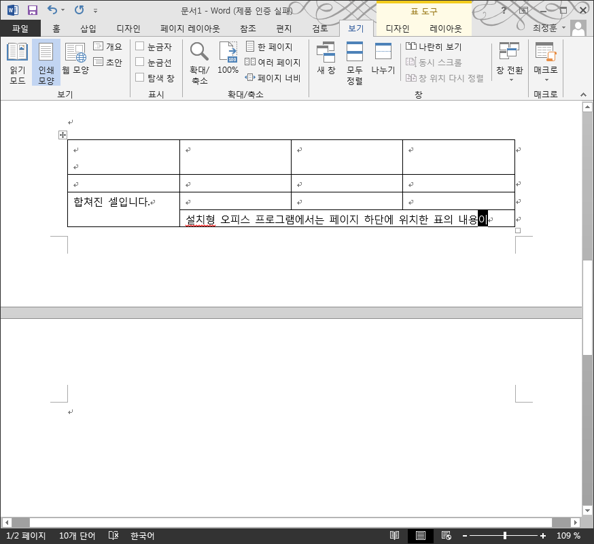 문서1 - Word (제품 인증 실패)
표 도구
파일 홈 삽입 디자인 페이지 레이아웃 참조 편지 검토 보기 디자인 레이아웃 최정훈
읽기 모드
인쇄 모양
웹 모양
개요
초안
보기
눈금자
눈금선
탐색 창
표시
확대/축소
100%
한 페이지
여러 페이지
페이지 너비
확대/축소
새 창
모두 정렬
나누기
나란히 보기
동시 스크롤
창 위치 다시 정렬
창 전환
창
매크로
매크로
합쳐진 셀입니다.
설치형 오피스 프로그램에서는 페이지 하단에 위치한 표의 내용이
1/2 페이지 10개 단어 한국어 109 %